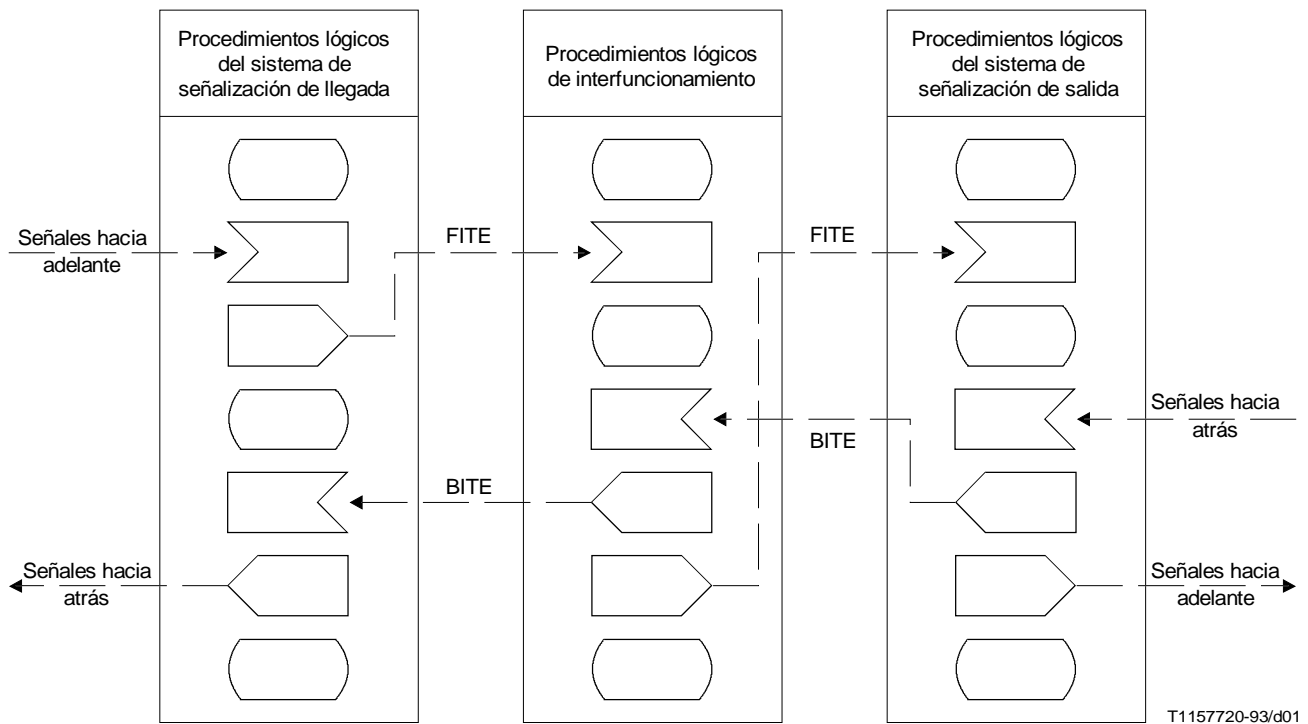 Procedimientos lógicos
del sistema de
señalización de llegada
Procedimientos lógicos
de interfuncionamiento
Procedimientos lógicos
del sistema de
señalización de salida
Señales hacia
adelante
FITE
FITE
Señales hacia
atrás
BITE
BITE
Señales hacia
atrás
Señales hacia
adelante
T1157720-93/d01